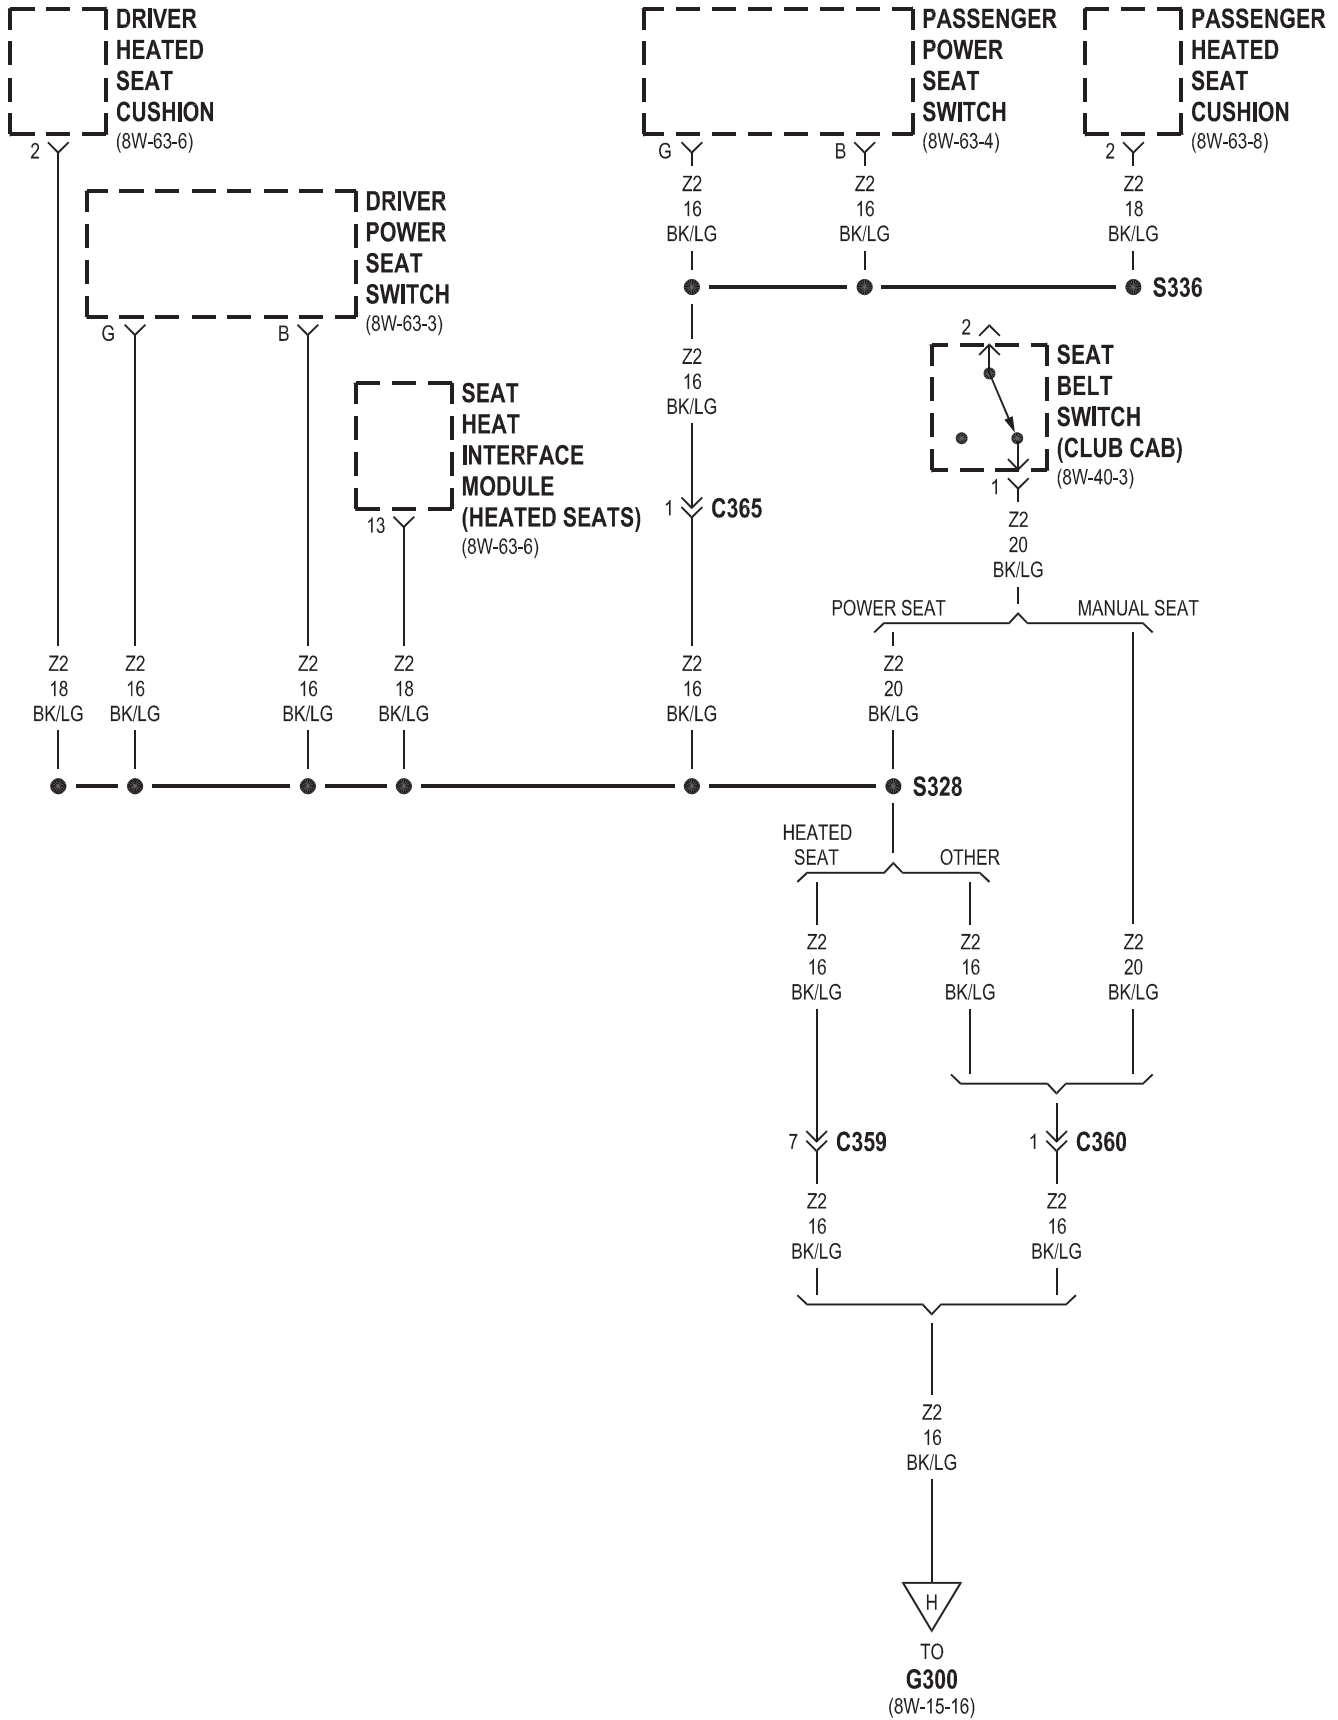 DRIVER
HEATED
SEAT
CUSHION
(8W-63-6)
2
PASSENGER
POWER
SEAT
SWITCH
(8W-63-4)
G
B
PASSENGER
HEATED
SEAT
CUSHION
(8W-63-8)
2
Z2
16
BK/LG
Z2
16
BK/LG
Z2
18
BK/LG
S336
DRIVER
POWER
SEAT
SWITCH
(8W-63-3)
G
B
SEAT
HEAT
INTERFACE
MODULE
(HEATED SEATS)
(8W-63-6)
13
Z2
16
BK/LG
1
C365
2
SEAT
BELT
SWITCH
(CLUB CAB)
(8W-40-3)
1
Z2
20
BK/LG
POWER SEAT
MANUAL SEAT
Z2
18
BK/LG
Z2
16
BK/LG
Z2
16
BK/LG
Z2
18
BK/LG
Z2
16
BK/LG
Z2
20
BK/LG
S328
HEATED
SEAT
OTHER
Z2
16
BK/LG
Z2
16
BK/LG
Z2
20
BK/LG
7
C359
1
C360
Z2
16
BK/LG
Z2
16
BK/LG
Z2
16
BK/LG
H
TO
G300
(8W-15-16)